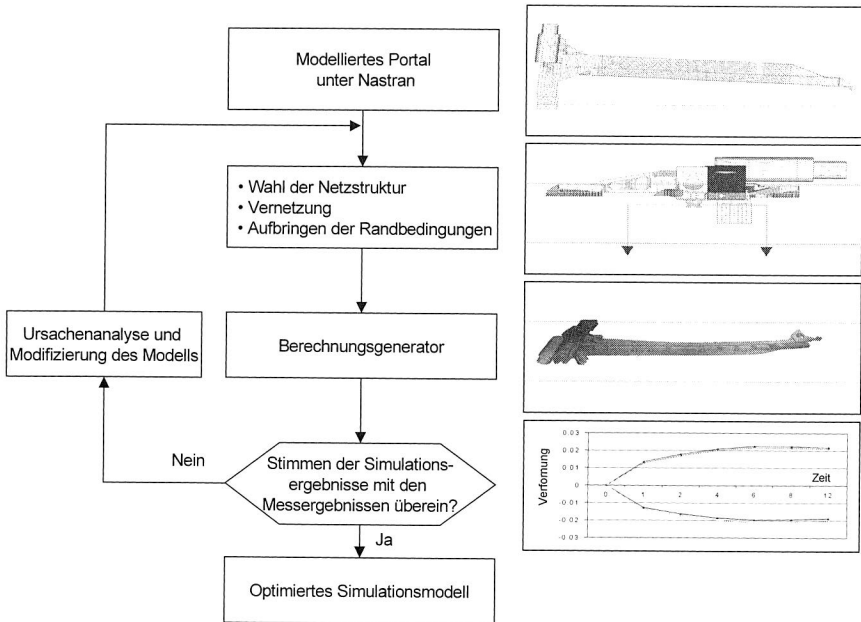 Modelliertes Portal
unter Nastran
• Wahl der Netzstruktur
• Vernetzung
• Aufbringen der Randbedingungen
Ursachenanalyse und
Modifizierung des Modells
Berechnungsgenerator
Nein
Stimmen der Simulations-
ergebnisse mit den
Messergebnissen überein?
Ja
Optimiertes Simulationsmodell
Verformung
0.03
0.02
0.01
0
-0.01
-0.02
-0.03
Zeit
0 1 2 4 6 8 12